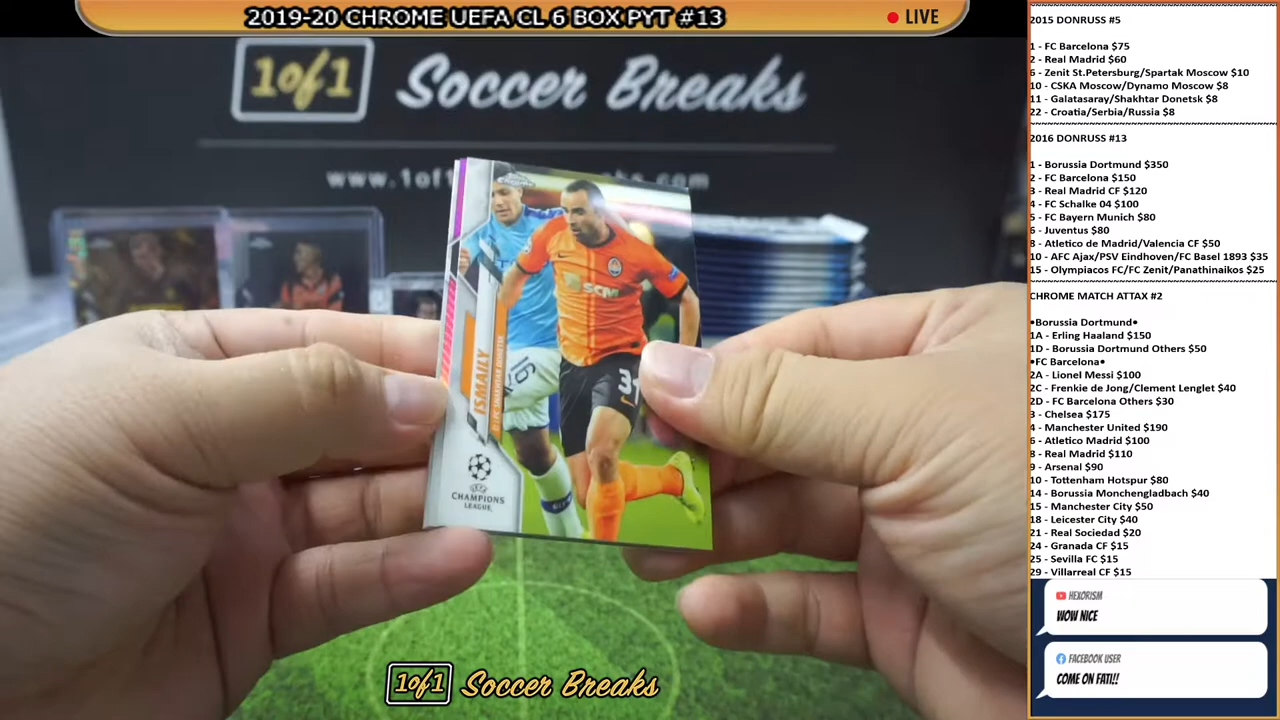 2019-20 CHROME UEFA CL 6 BOX PYT #13
LIVE
1of1 Soccer Breaks
ISMAILY
CHAMPIONS
LEAGUE
16
1of1 Soccer Breaks
2015 DONRUSS #5
1 - FC Barcelona $75
2 - Real Madrid $60
6 - Zenit St.Petersburg/Spartak Moscow $10
10 - CSKA Moscow/Dynamo Moscow $8
11 - Galatasaray/Shakhtar Donetsk $8
22 - Croatia/Serbia/Russia $8
2016 DONRUSS #13
1 - Borussia Dortmund $350
2 - FC Barcelona $150
3 - Real Madrid CF $120
4 - FC Schalke 04 $100
5 - FC Bayern Munich $80
6 - Juventus $80
8 - Atletico de Madrid/Valencia CF $50
10 - AFC Ajax/PSV Eindhoven/FC Basel 1893 $35
15 - Olympiacos FC/FC Zenit/Panathinaikos $25
CHROME MATCH ATTAX #2
•Borussia Dortmund•
1A - Erling Haaland $150
1D - Borussia Dortmund Others $50
•FC Barcelona•
2A - Lionel Messi $100
2C - Frenkie de Jong/Clement Lenglet $40
2D - FC Barcelona Others $30
3 - Chelsea $175
4 - Manchester United $190
6 - Atletico Madrid $100
8 - Real Madrid $110
9 - Arsenal $90
10 - Tottenham Hotspur $80
14 - Borussia Monchengladbach $40
15 - Manchester City $50
18 - Leicester City $40
21 - Real Sociedad $20
24 - Granada CF $15
25 - Sevilla FC $15
29 - Villarreal CF $15
HEXORISM
WOW NICE
FACEBOOK USER
COME ON FATI!!